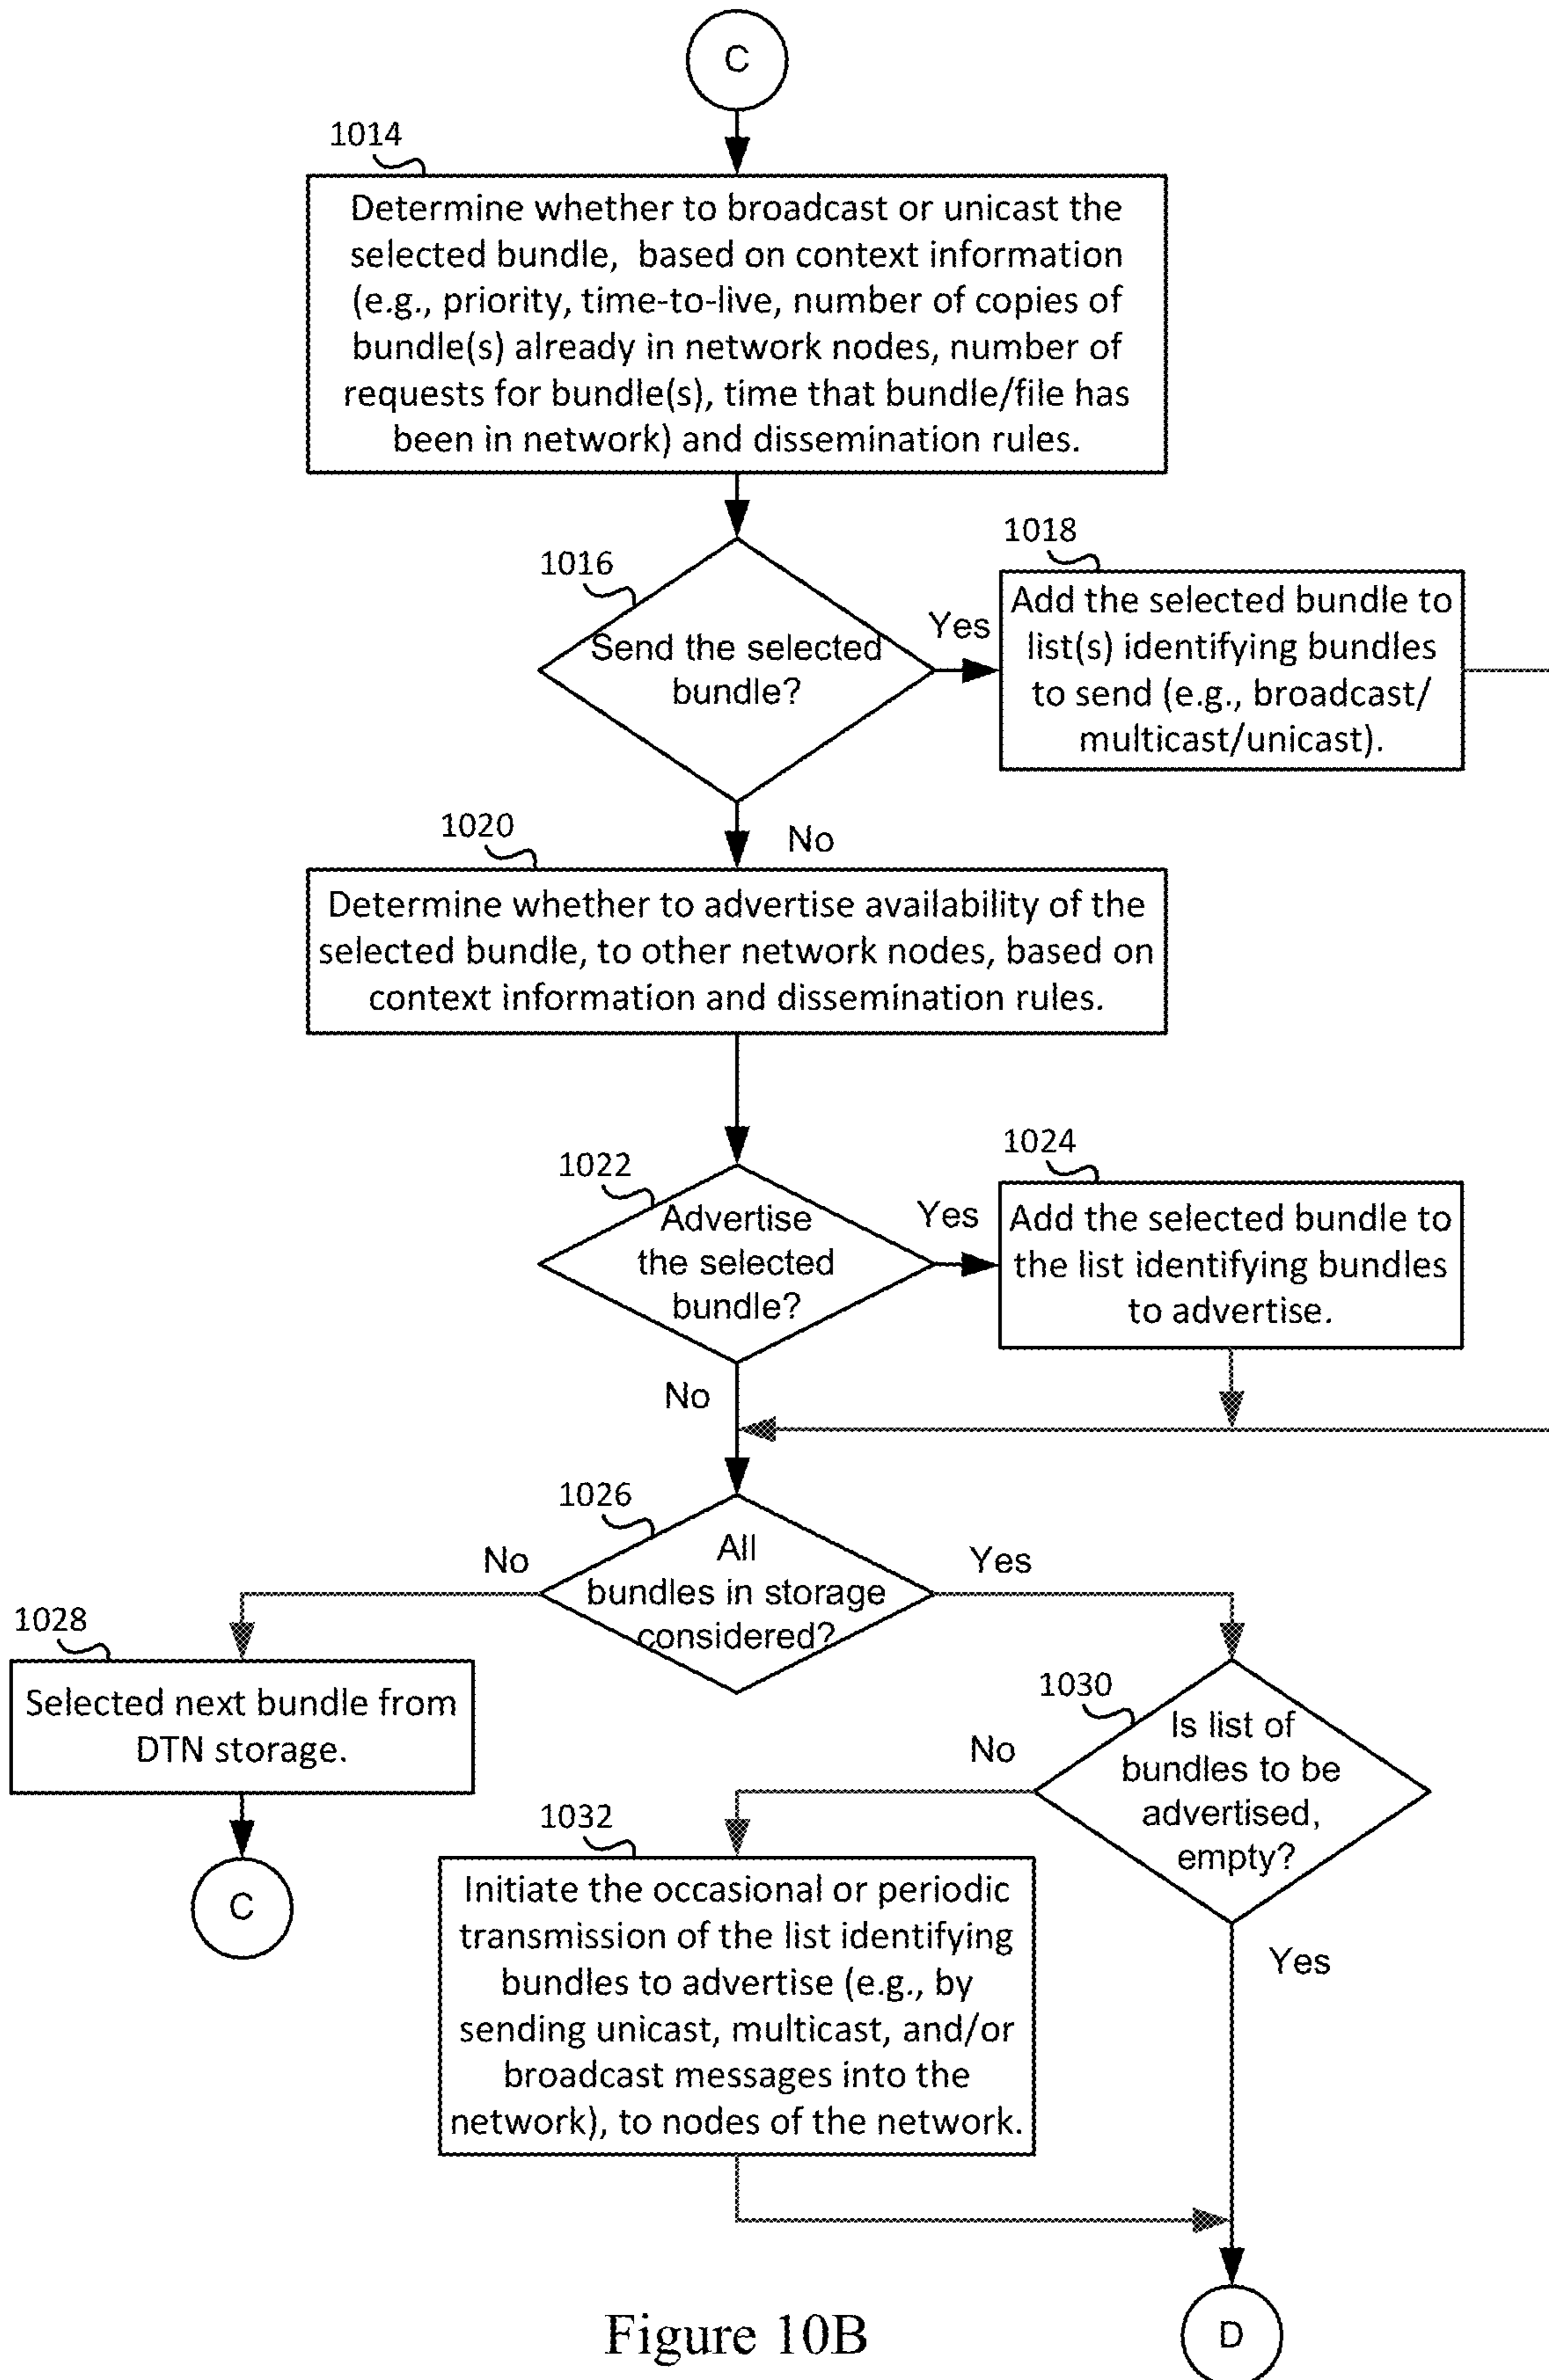 C
1014
Determine whether to broadcast or unicast the
selected bundle, based on context information
(e.g., priority, time-to-live, number of copies of
bundle(s) already in network nodes, number of
requests for bundle(s), time that bundle/file has
been in network) and dissemination rules.
1016
Send the selected
bundle?
Yes
1018
Add the selected bundle to
list(s) identifying bundles
to send (e.g., broadcast/
multicast/unicast).
No
1020
Determine whether to advertise availability of the
selected bundle, to other network nodes, based on
context information and dissemination rules.
1022
Advertise
the selected
bundle?
Yes
1024
Add the selected bundle to
the list identifying bundles
to advertise.
No
1026
All
bundles in storage
considered?
No
Yes
1028
Selected next bundle from
DTN storage.
C
1030
Is list of
bundles to be
advertised,
empty?
No
Yes
1032
Initiate the occasional or periodic
transmission of the list identifying
bundles to advertise (e.g., by
sending unicast, multicast, and/or
broadcast messages into the
network), to nodes of the network.
D
Figure 10B